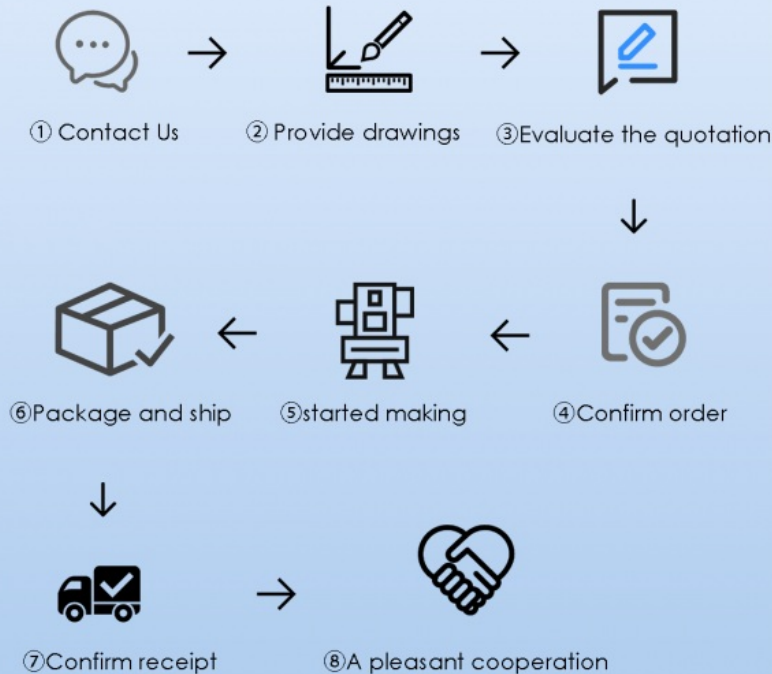 ① Contact Us
② Provide drawings
③Evaluate the quotation
④Confirm order
⑤started making
⑥Package and ship
⑦Confirm receipt
⑧A pleasant cooperation